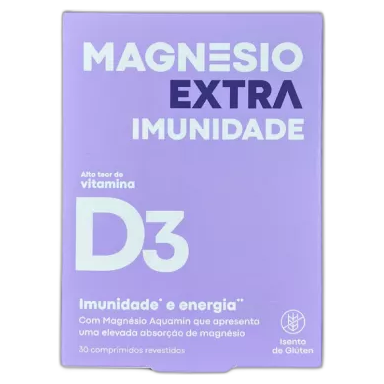 MAGNESIO
EXTRA
IMUNIDADE
Alto teor de
vitamina
D3
Imunidade* e energia**
Com Magnésio Aquamin que apresenta
uma elevada absorção de magnésio
30 comprimidos revestidos
Isento
de Glúten